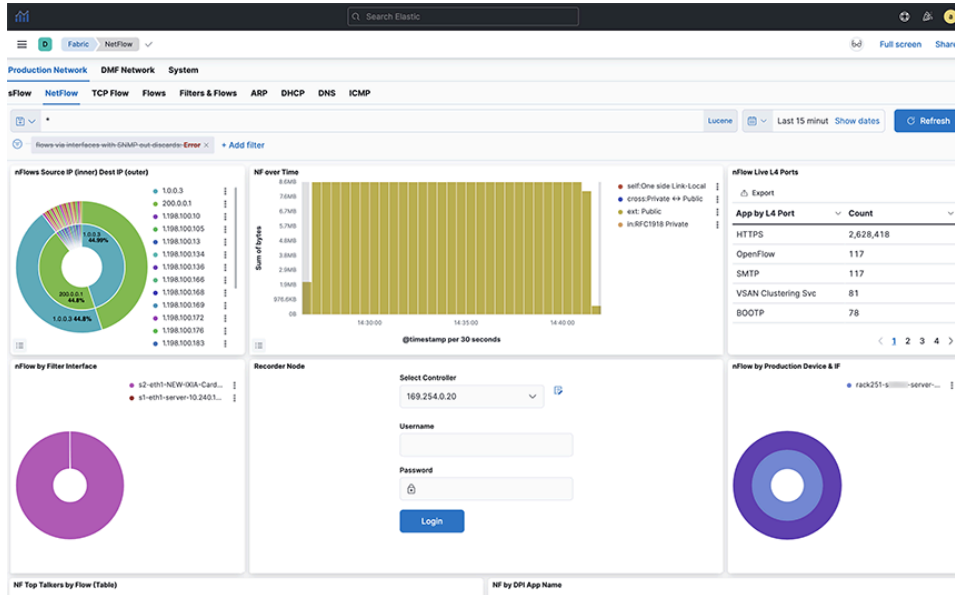 Search Elastic
a
D Fabric NetFlow
Full screen Share
Production Network DMF Network System
sFlow NetFlow TCP Flow Flows Filters & Flows ARP DHCP DNS ICMP
* Lucene Last 15 minut Show dates Refresh
flows via interfaces with SNMP out discards: Error × + Add filter
nFlows Source IP (inner) Dest IP (outer)
1.0.0.3
44.99%
200.0.0.1
44.8%
1.0.0.3 44.8%
1.0.0.3
200.0.0.1
1.198.100.10
1.198.100.105
1.198.100.13
1.198.100.134
1.198.100.136
1.198.100.166
1.198.100.168
1.198.100.169
1.198.100.172
1.198.100.176
1.198.100.183
NF over Time
Sum of bytes
8.6MB
7.6MB
6.7MB
5.7MB
4.8MB
3.8MB
2.9MB
1.9MB
976.6KB
0B
14:30:00 14:35:00 14:40:00
@timestamp per 30 seconds
self:One side Link-Local
cross:Private ↔ Public
ext: Public
in:RFC1918 Private
nFlow Live L4 Ports
Export
App by L4 Port Count
HTTPS 2,628,418
OpenFlow 117
SMTP 117
VSAN Clustering Svc 81
BOOTP 78
< 1 2 3 4 >
nFlow by Filter Interface
s2-eth1-NEW-IXIA-Card...
s1-eth1-server-10.240.1...
Recorder Node
Select Controller
169.254.0.20
Username
Password
Login
nFlow by Production Device & IF
rack251-s -server-...
NF Top Talkers by Flow (Table)
NF by DPI App Name